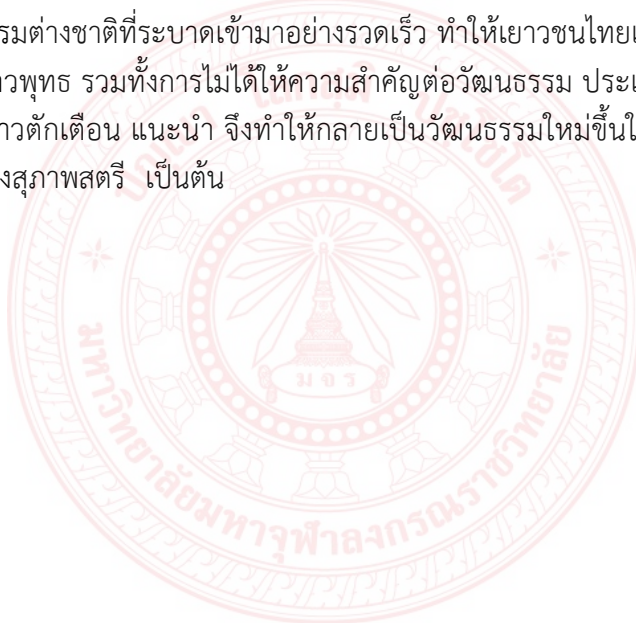 รมต่างชาติที่ระบาดเข้ามาอย่างรวดเร็ว ทำให้เยาวชนไทย
วพุทธ รวมทั้งการไม่ได้ให้ความสำคัญต่อวัฒนธรรม ประเ
าวตักเตือน แนะนำ จึงทำให้กลายเป็นวัฒนธรรมใหม่ขึ้นใ
งสุภาพสตรี เป็นต้น
ม จ ร
มหาวิทยาลัยมหาจุฬาลงกรณราชวิทยาลัย